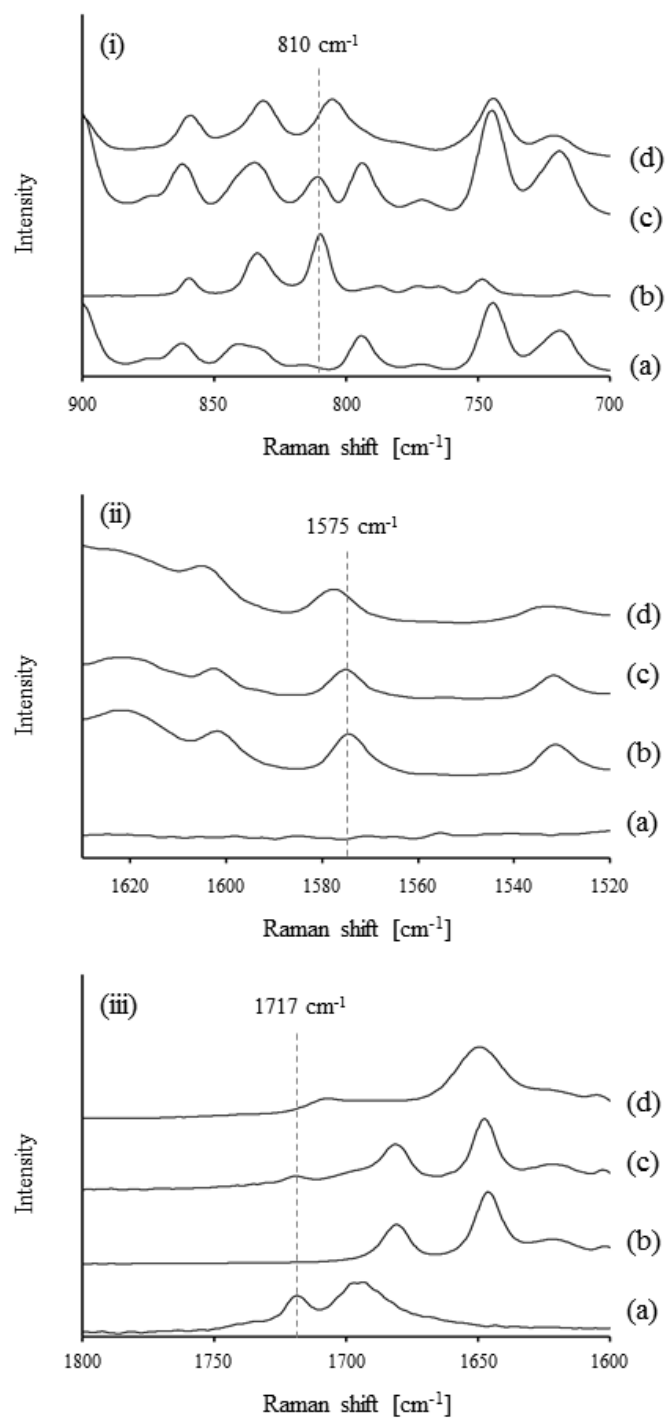 (i)
810 cm-1
(d)
(c)
(b)
(a)
Intensity
900 850 800 750 700
Raman shift [cm-1]
(ii)
1575 cm-1
(d)
(c)
(b)
(a)
Intensity
1620 1600 1580 1560 1540 1520
Raman shift [cm-1]
(iii)
1717 cm-1
(d)
(c)
(b)
(a)
Intensity
1800 1750 1700 1650 1600
Raman shift [cm-1]